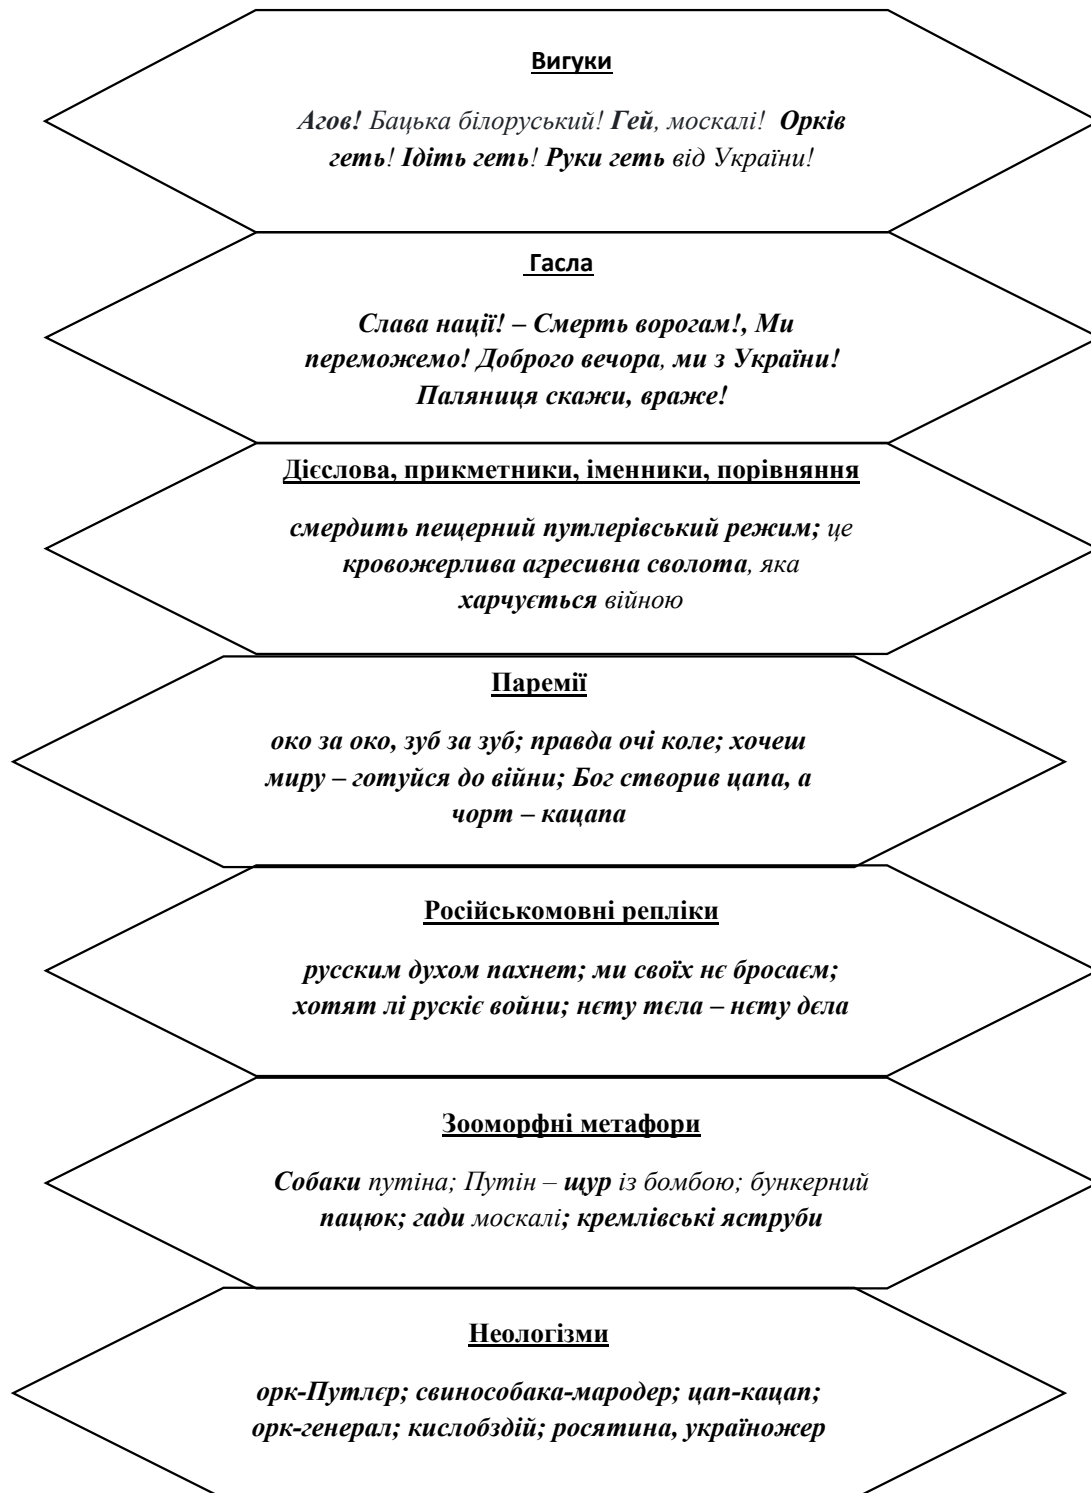 Вигуки
Агов! Бацька білоруський! Гей, москалі! Орків
геть! Ідіть геть! Руки геть від України!
Гасла
Слава нації! – Смерть ворогам!, Ми
переможемо! Доброго вечора, ми з України!
Паляниця скажи, враже!
Дієслова, прикметники, іменники, порівняння
смердить пещерний путлерівський режим; це
кровожерлива агресивна сволота, яка
харчується війною
Паремії
око за око, зуб за зуб; правда очі коле; хочеш
миру – готуйся до війни; Бог створив цапа, а
чорт – кацапа
Російськомовні репліки
русским духом пахнет; ми своїх нє бросаєм;
хотят лі рускіє войни; нєту тєла – нєту дєла
Зооморфні метафори
Собаки путіна; Путін – щур із бомбою; бункерний
пацюк; гади москалі; кремлівські яструби
Неологізми
орк-Путлєр; свинособака-мародер; цап-кацап;
орк-генерал; кислобздій; росятина, україножер